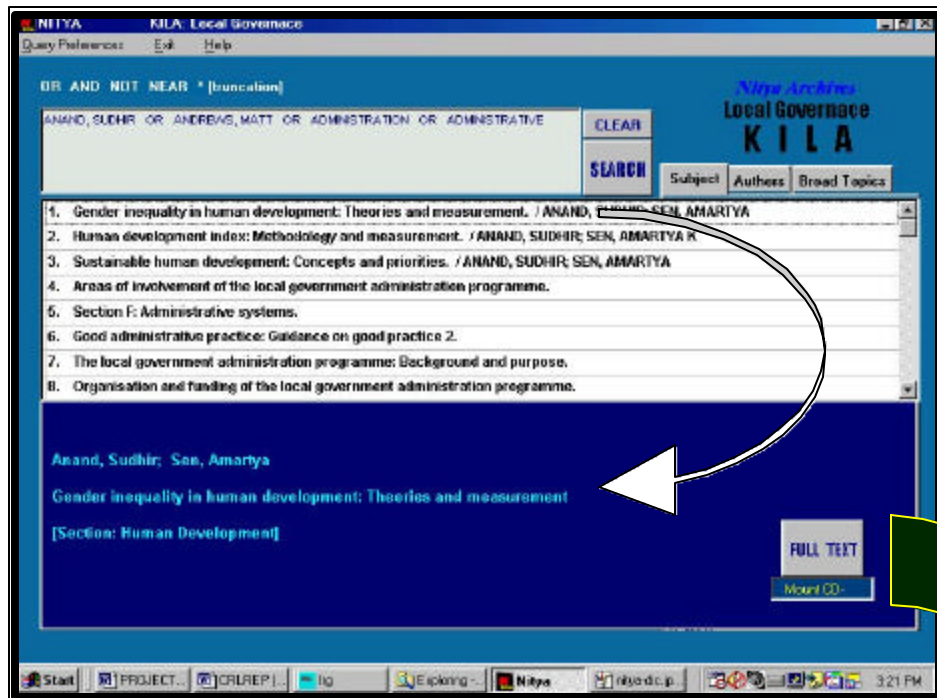 NITYA KILA: Local Governace
Query Preferences Exit Help
OR AND NOT NEAR * [truncation]
Nitya Archives
Local Governace
KILA
ANAND, SUDHIR OR ANDREWS, MATT OR ADMINISTRATION OR ADMINISTRATIVE
CLEAR
SEARCH
Subject Authors Broad Topics
1. Gender inequality in human development: Theories and measurement. / ANAND, SUDHIR; SEN, AMARTYA
2. Human development index: Methodology and measurement. / ANAND, SUDHIR; SEN, AMARTYA K
3. Sustainable human development: Concepts and priorities. / ANAND, SUDHIR; SEN, AMARTYA
4. Areas of involvement of the local government administration programme.
5. Section F: Administrative systems.
6. Good administrative practice: Guidance on good practice 2.
7. The local government administration programme: Background and purpose.
8. Organisation and funding of the local government administration programme.
Anand, Sudhir; Sen, Amartya
Gender inequality in human development: Theories and measurement
[Section: Human Development]
FULL TEXT
Mount CD-
Start PROJECT... CRLREP (... Exploring -... Nitya nitya-dc.p... 3:21 PM